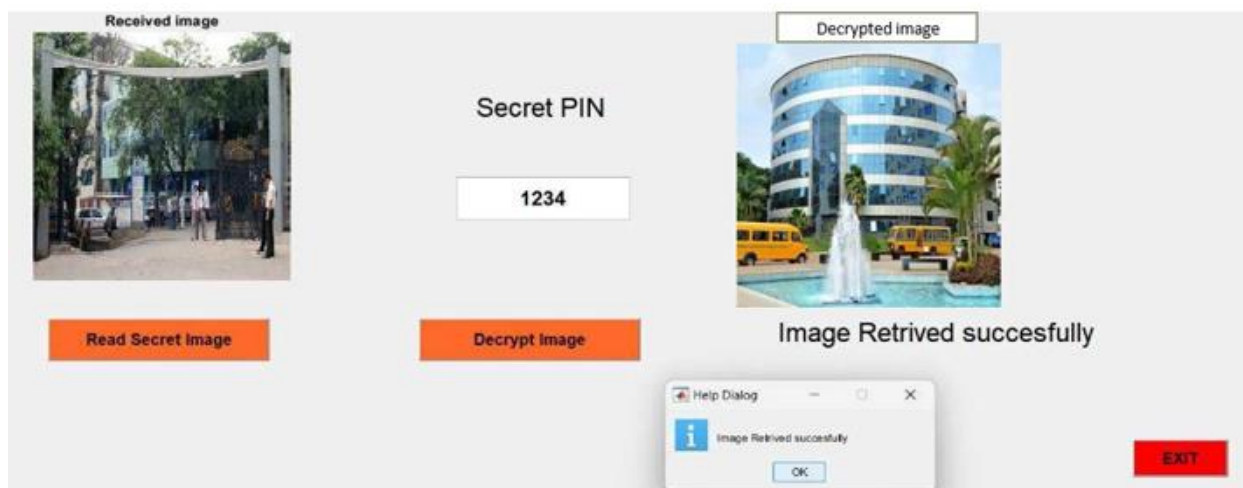 Received image
Decrypted image
Secret PIN
1234
Read Secret Image
Decrypt Image
Image Retrived succesfully
Help Dialog
Image Retrived succesfully
OK
EXIT